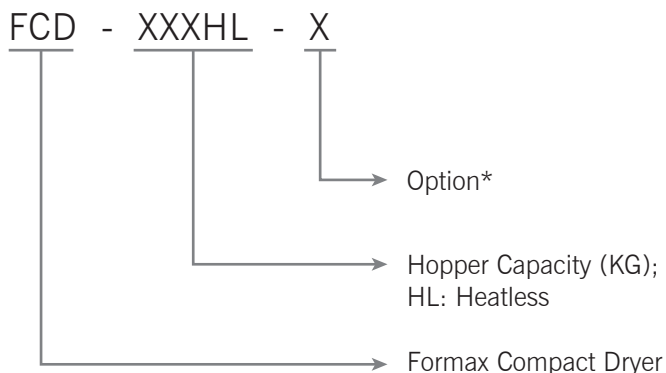 FCD - XXXHL - X
Option*
Hopper Capacity (KG);
HL: Heatless
Formax Compact Dryer